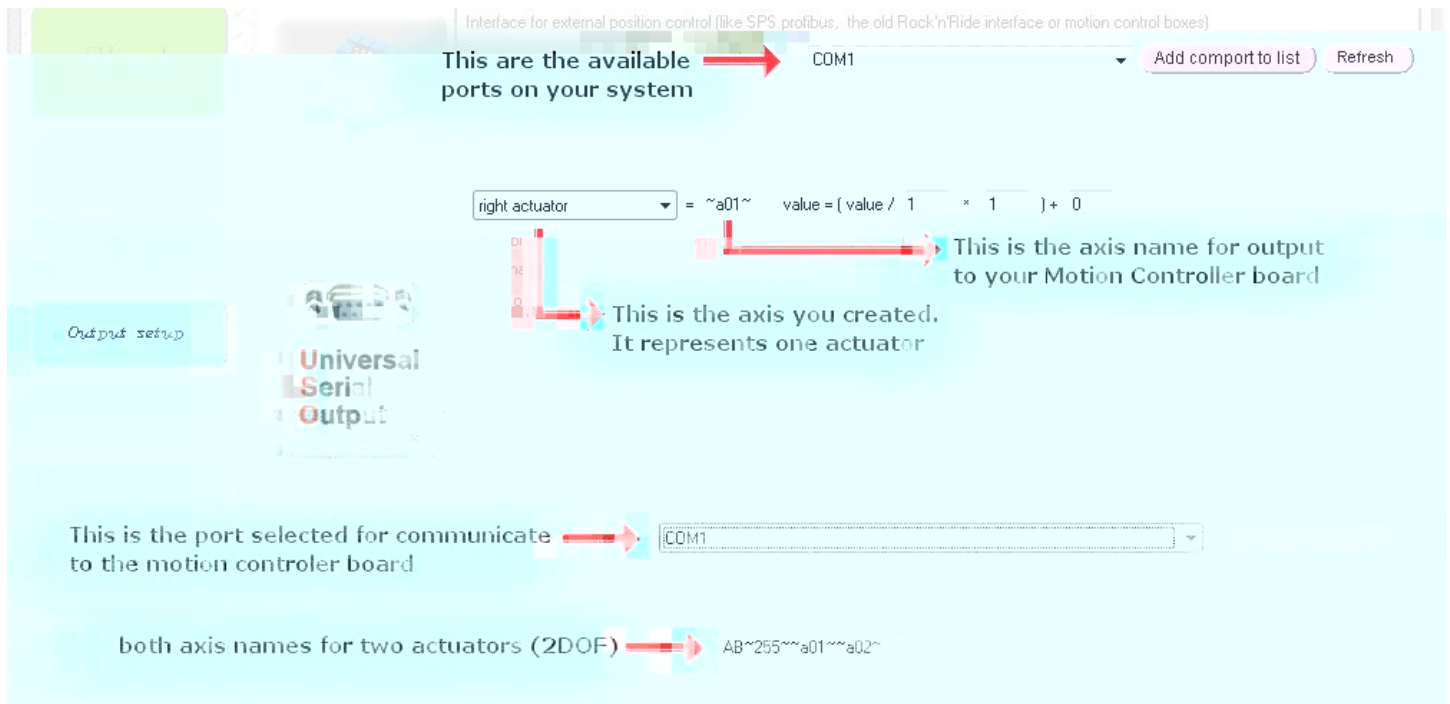 Interface for external position control (like SPS profibus, the old Rock'n'Ride interface or motion control boxes)
This are the available
ports on your system
COM1
Add comport to list
Refresh
right actuator = ~a01~ value = ( value / 1 * 1 ) + 0
This is the axis name for output
to your Motion Controller board
This is the axis you created.
It represents one actuator
Output setup
Universal
Serial
Output
This is the port selected for communicate
to the motion controler board
COM1
both axis names for two actuators (2DOF)
AB~255~~a01~~a02~